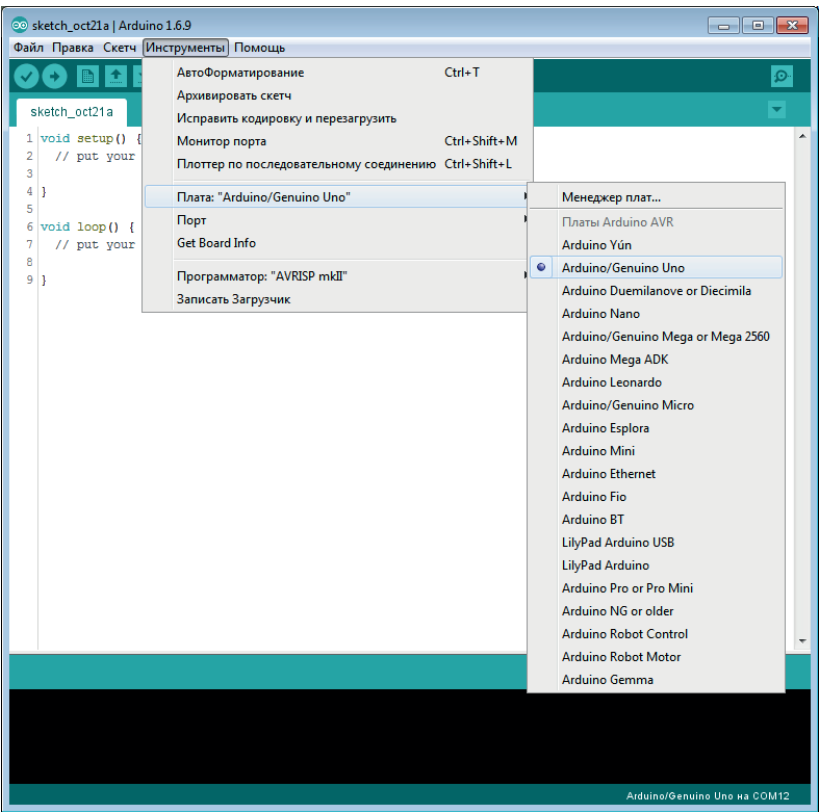 sketch_oct21a | Arduino 1.6.9
Файл Правка Скетч Инструменты Помощь
sketch_oct21a
1 void setup() {
2 // put your
3
4 }
5
6 void loop() {
7 // put your
8
9 }
АвтоФорматирование Ctrl+T
Архивировать скетч
Исправить кодировку и перезагрузить
Монитор порта Ctrl+Shift+M
Плоттер по последовательному соединению Ctrl+Shift+L
Плата: "Arduino/Genuino Uno"
Порт
Get Board Info
Программатор: "AVRISP mkII"
Записать Загрузчик
Менеджер плат...
Платы Arduino AVR
Arduino Yún
Arduino/Genuino Uno
Arduino Duemilanove or Diecimila
Arduino Nano
Arduino/Genuino Mega or Mega 2560
Arduino Mega ADK
Arduino Leonardo
Arduino/Genuino Micro
Arduino Esplora
Arduino Mini
Arduino Ethernet
Arduino Fio
Arduino BT
LilyPad Arduino USB
LilyPad Arduino
Arduino Pro or Pro Mini
Arduino NG or older
Arduino Robot Control
Arduino Robot Motor
Arduino Gemma
Arduino/Genuino Uno на COM12